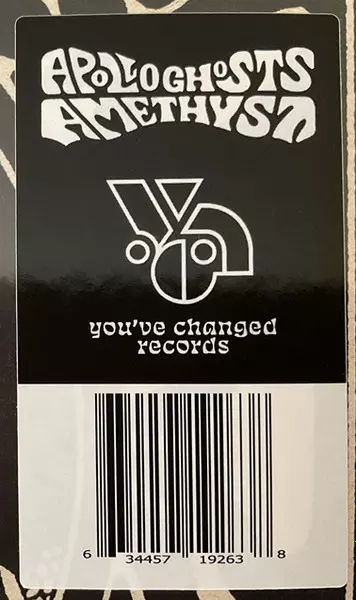 APOLLO GHOSTS
AMETHYST
you've changed
records
6 34457 19263 8